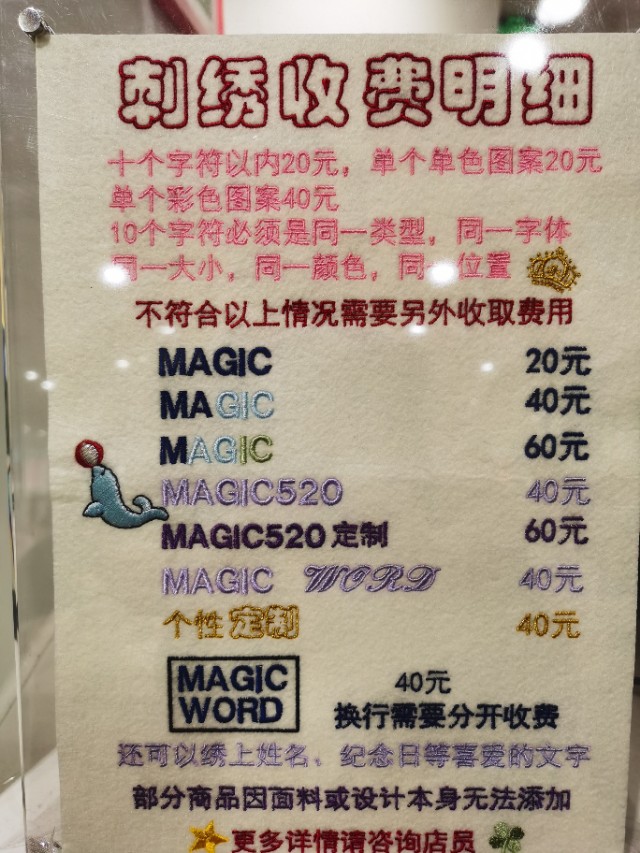 刺绣收费明细
十个字符以内20元，单个单色图案20元
单个彩色图案40元
10个字符必须是同一类型，同一字体
同一大小，同一颜色，同一位置
不符合以上情况需要另外收取费用
MAGIC 20元
MAGIC 40元
MAGIC 60元
MAGIC520 40元
MAGIC520定制 60元
MAGIC WORD 40元
个性定制 40元
MAGIC
WORD
40元
换行需要分开收费
还可以绣上姓名、纪念日等喜爱的文字
部分商品因面料或设计本身无法添加
更多详情请咨询店员